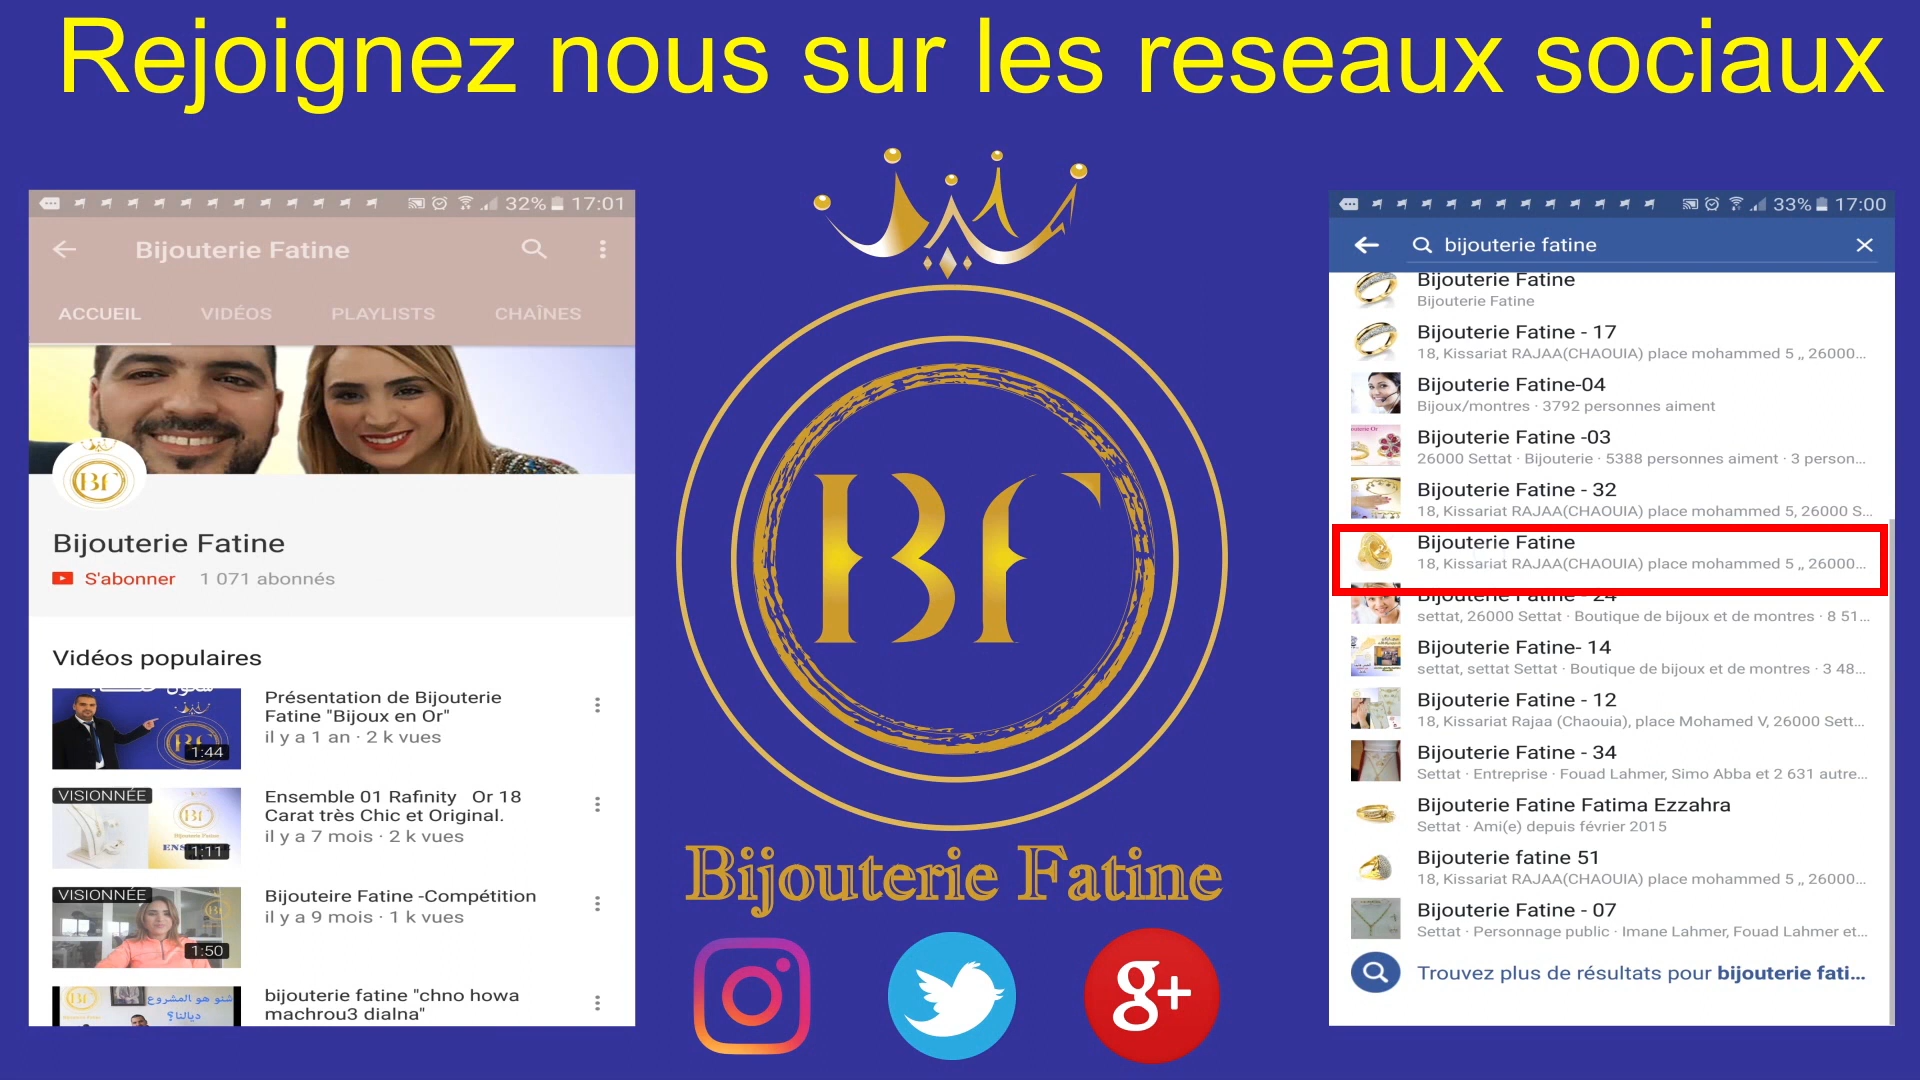 Rejoignez nous sur les reseaux sociaux
32% 17:01
Bijouterie Fatine
ACCUEIL VIDÉOS PLAYLISTS CHAÎNES
BF
Bijouterie Fatine
S'abonner 1 071 abonnés
Vidéos populaires
1:44
Présentation de Bijouterie
Fatine "Bijoux en Or"
il y a 1 an · 2 k vues
VISIONNÉE
1:11
Ensemble 01 Rafinity Or 18
Carat très Chic et Original.
il y a 7 mois · 2 k vues
VISIONNÉE
1:50
Bijouteire Fatine -Compétition
il y a 9 mois · 1 k vues
شنو هو المشروع
ديالنا؟
bijouterie fatine "chno howa
machrou3 dialna"
BF
Bijouterie Fatine
g+
33% 17:00
bijouterie fatine
Bijouterie Fatine
Bijouterie Fatine
Bijouterie Fatine - 17
18, Kissariat RAJAA(CHAOUIA) place mohammed 5 ,, 26000...
Bijouterie Fatine-04
Bijoux/montres · 3792 personnes aiment
Bijouterie Fatine -03
26000 Settat · Bijouterie · 5388 personnes aiment · 3 person...
Bijouterie Fatine - 32
18, Kissariat RAJAA(CHAOUIA) place mohammed 5, 26000 S...
Bijouterie Fatine
18, Kissariat RAJAA(CHAOUIA) place mohammed 5 ,, 26000...
Bijouterie Fatine - 24
settat, 26000 Settat · Boutique de bijoux et de montres · 8 51...
Bijouterie Fatine- 14
settat, settat Settat · Boutique de bijoux et de montres · 3 48...
Bijouterie Fatine - 12
18, Kissariat Rajaa (Chaouia), place Mohamed V, 26000 Sett...
Bijouterie Fatine - 34
Settat · Entreprise · Fouad Lahmer, Simo Abba et 2 631 autre...
Bijouterie Fatine Fatima Ezzahra
Settat · Ami(e) depuis février 2015
Bijouterie fatine 51
18, Kissariat RAJAA(CHAOUIA) place mohammed 5 ,, 26000...
Bijouterie Fatine - 07
Settat · Personnage public · Imane Lahmer, Fouad Lahmer et...
Trouvez plus de résultats pour bijouterie fati...